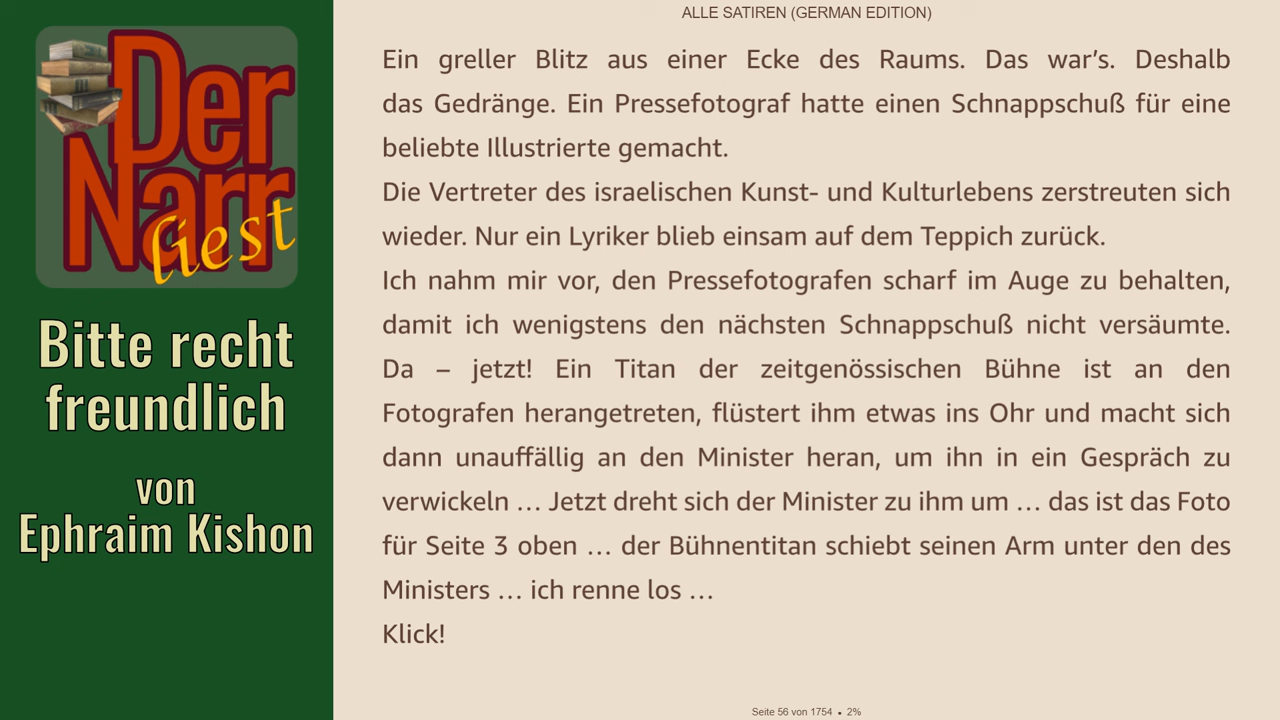 Der
Narr
liest
Bitte recht
freundlich
von
Ephraim Kishon
ALLE SATIREN (GERMAN EDITION)
Ein greller Blitz aus einer Ecke des Raums. Das war’s. Deshalb
das Gedränge. Ein Pressefotograf hatte einen Schnappschuß für eine
beliebte Illustrierte gemacht.
Die Vertreter des israelischen Kunst- und Kulturlebens zerstreuten sich
wieder. Nur ein Lyriker blieb einsam auf dem Teppich zurück.
Ich nahm mir vor, den Pressefotografen scharf im Auge zu behalten,
damit ich wenigstens den nächsten Schnappschuß nicht versäumte.
Da – jetzt! Ein Titan der zeitgenössischen Bühne ist an den
Fotografen herangetreten, flüstert ihm etwas ins Ohr und macht sich
dann unauffällig an den Minister heran, um ihn in ein Gespräch zu
verwickeln … Jetzt dreht sich der Minister zu ihm um … das ist das Foto
für Seite 3 oben … der Bühnentitan schiebt seinen Arm unter den des
Ministers … ich renne los …
Klick!
Seite 56 von 1754 • 2%